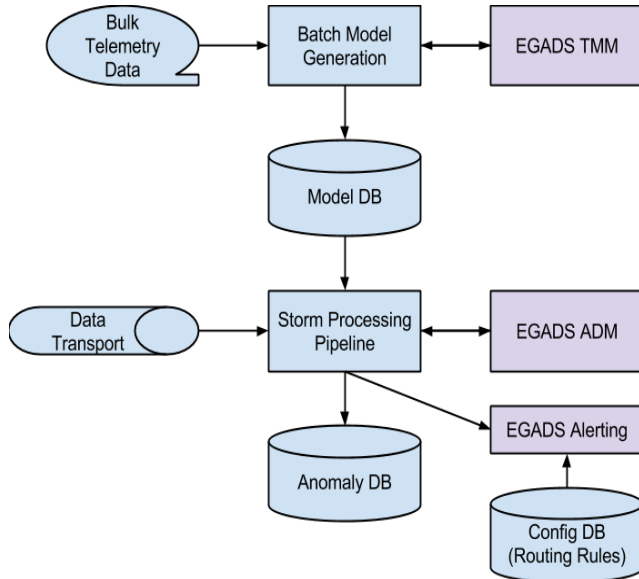 Bulk
Telemetry
Data
Batch Model
Generation
EGADS TMM
Model DB
Data
Transport
Storm Processing
Pipeline
EGADS ADM
EGADS Alerting
Anomaly DB
Config DB
(Routing Rules)